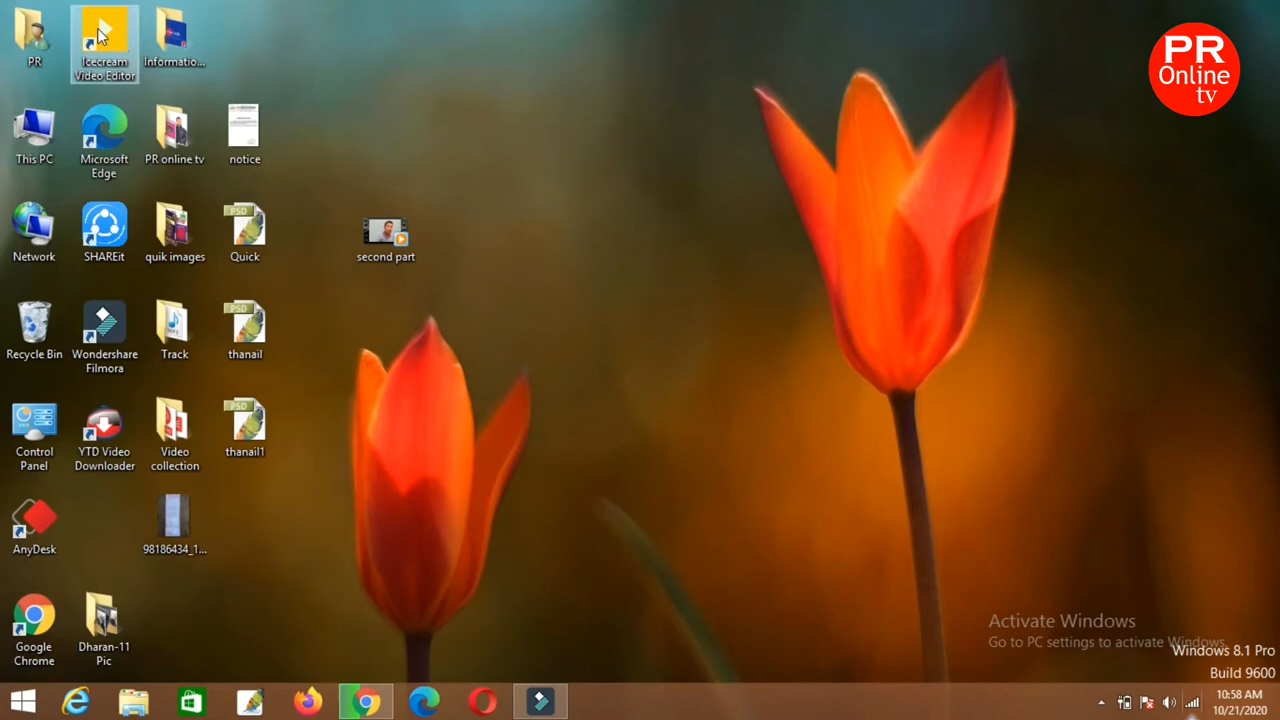 PR
Icecream
Video Editor
Informatio...
PR
Online
tv
This PC
Microsoft
Edge
PR online tv
notice
Network
SHAREit
quik images
PSD
Quick
second part
Recycle Bin
Wondershare
Filmora
Track
PSD
thanail
Control
Panel
YTD Video
Downloader
Video
collection
PSD
thanail1
AnyDesk
98186434_1...
Google
Chrome
Dharan-11
Pic
Activate Windows
Go to PC settings to activate Windows.
Windows 8.1 Pro
Build 9600
10:58 AM
10/21/2020